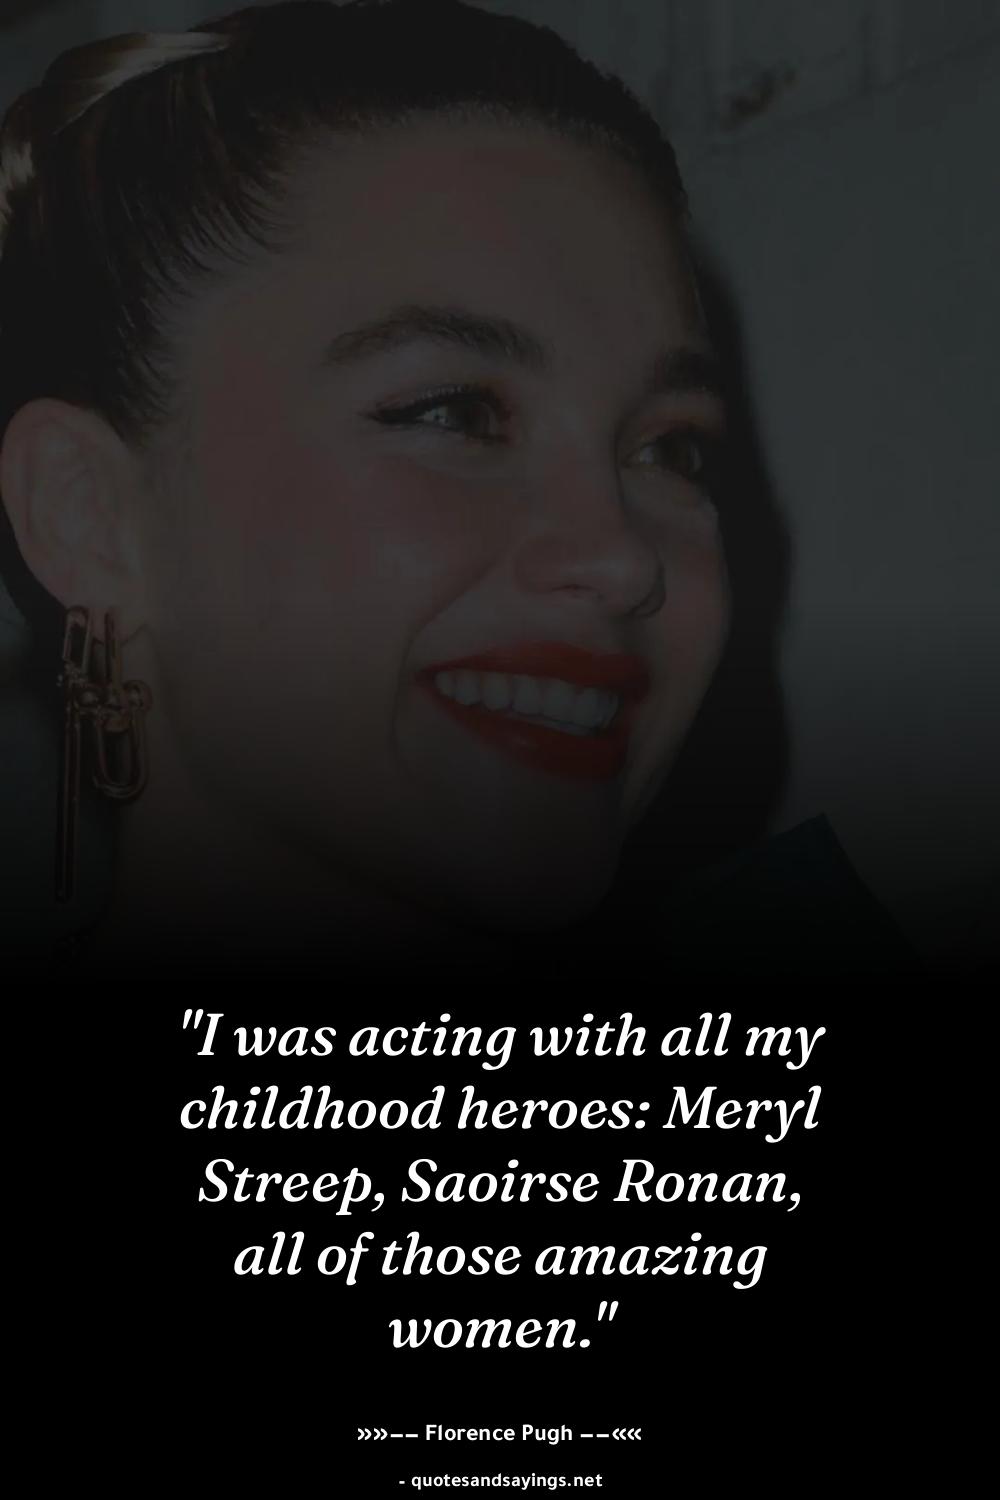 "I was acting with all my
childhood heroes: Meryl
Streep, Saoirse Ronan,
all of those amazing
women."
»»−− Florence Pugh −−««
- quotesandsayings.net